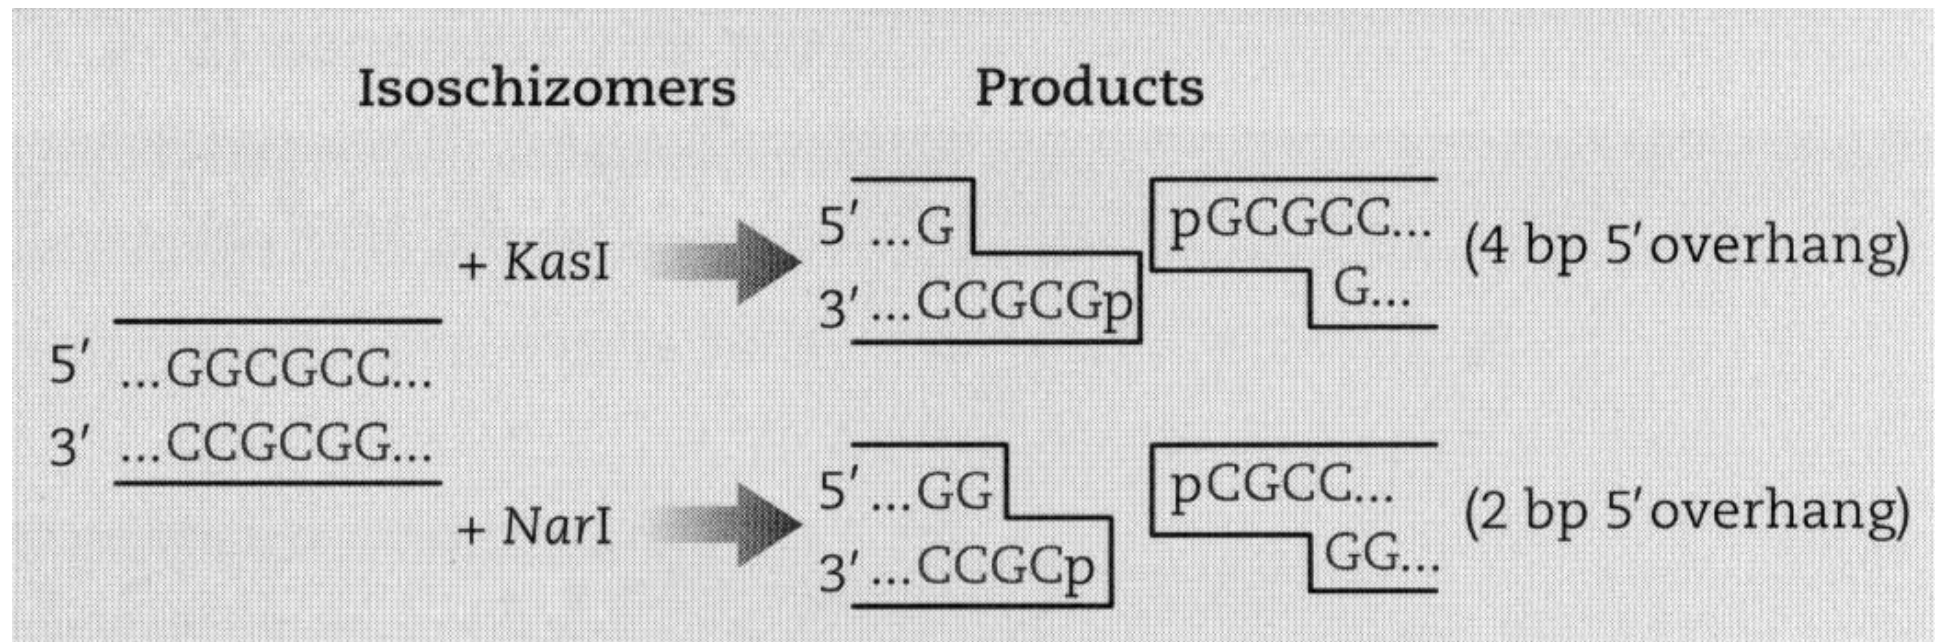 Isoschizomers Products
+ KasI
5′ ...G pGCGCC... (4 bp 5′overhang)
3′ ...CCGCGp G...
5′ ...GGCGCC...
3′ ...CCGCGG...
+ NarI
5′ ...GG pCGCC... (2 bp 5′overhang)
3′ ...CCGCp GG...